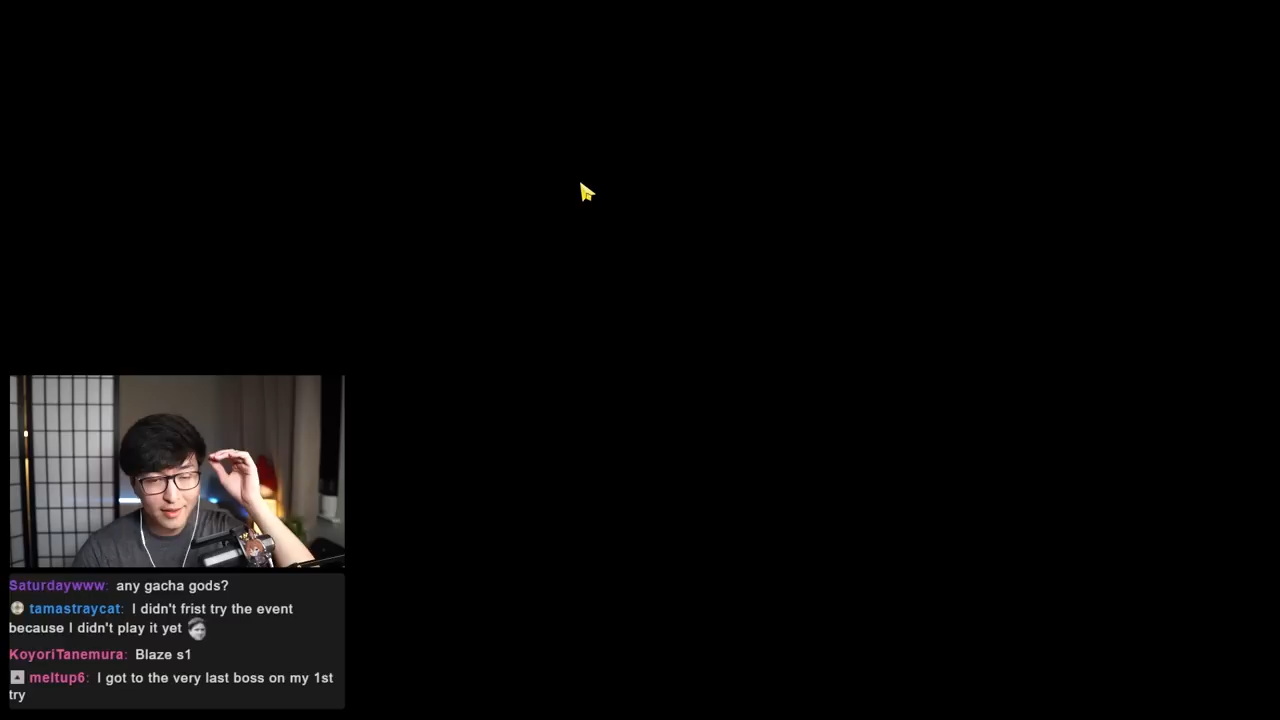 Saturdaywww: any gacha gods?
tamastraycat: I didn't frist try the event
because I didn't play it yet
KoyoriTanemura: Blaze s1
meltup6: I got to the very last boss on my 1st
try